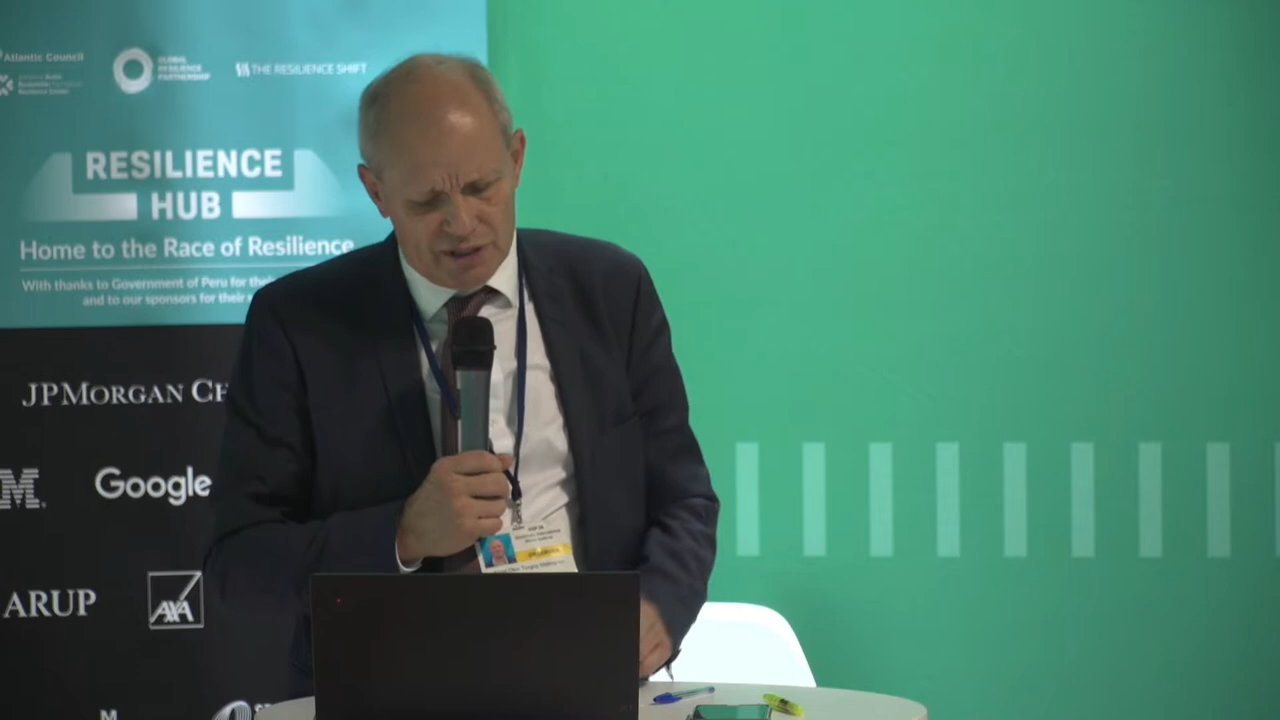 Atlantic Council
GLOBAL
RESILIENCE
PARTNERSHIP
THE RESILIENCE SHIFT
RESILIENCE
HUB
Home to the Race of Resilience
With thanks to Government of Peru for their
and to our sponsors for their
JPMORGAN CH
M
Google
ARUP
AXA
M